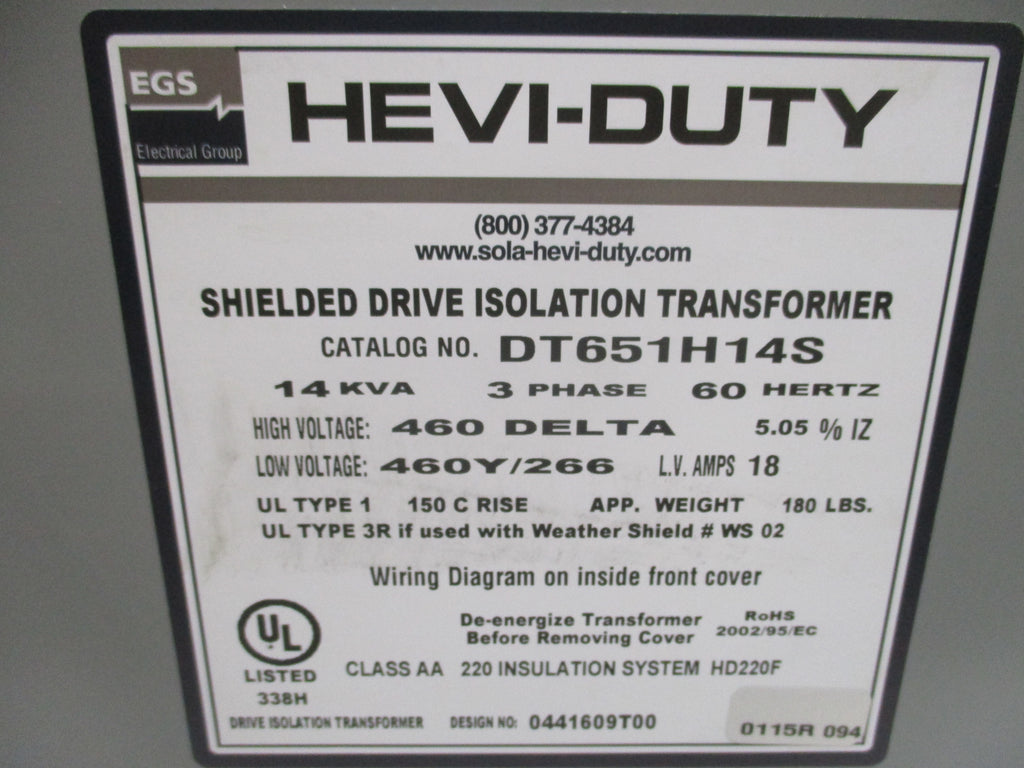 EGS
Electrical Group
HEVI-DUTY
(800) 377-4384
www.sola-hevi-duty.com
SHIELDED DRIVE ISOLATION TRANSFORMER
CATALOG NO. DT651H14S
14 KVA 3 PHASE 60 HERTZ
HIGH VOLTAGE: 460 DELTA 5.05 % IZ
LOW VOLTAGE: 460Y/266 L.V. AMPS 18
UL TYPE 1 150 C RISE APP. WEIGHT 180 LBS.
UL TYPE 3R if used with Weather Shield # WS 02
Wiring Diagram on inside front cover
De-energize Transformer
Before Removing Cover
RoHS
2002/95/EC
UL
LISTED
338H
CLASS AA 220 INSULATION SYSTEM HD220F
DRIVE ISOLATION TRANSFORMER DESIGN NO: 0441609T00
0115R 094